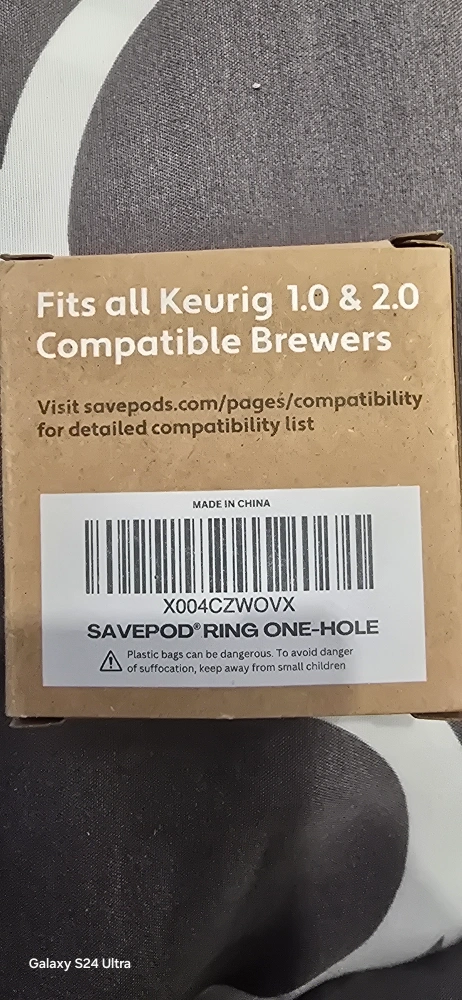 Fits all Keurig 1.0 & 2.0
Compatible Brewers
Visit savepods.com/pages/compatibility
for detailed compatibility list
MADE IN CHINA
X004CZWOVX
SAVEPOD® RING ONE-HOLE
Plastic bags can be dangerous. To avoid danger
of suffocation, keep away from small children
Galaxy S24 Ultra